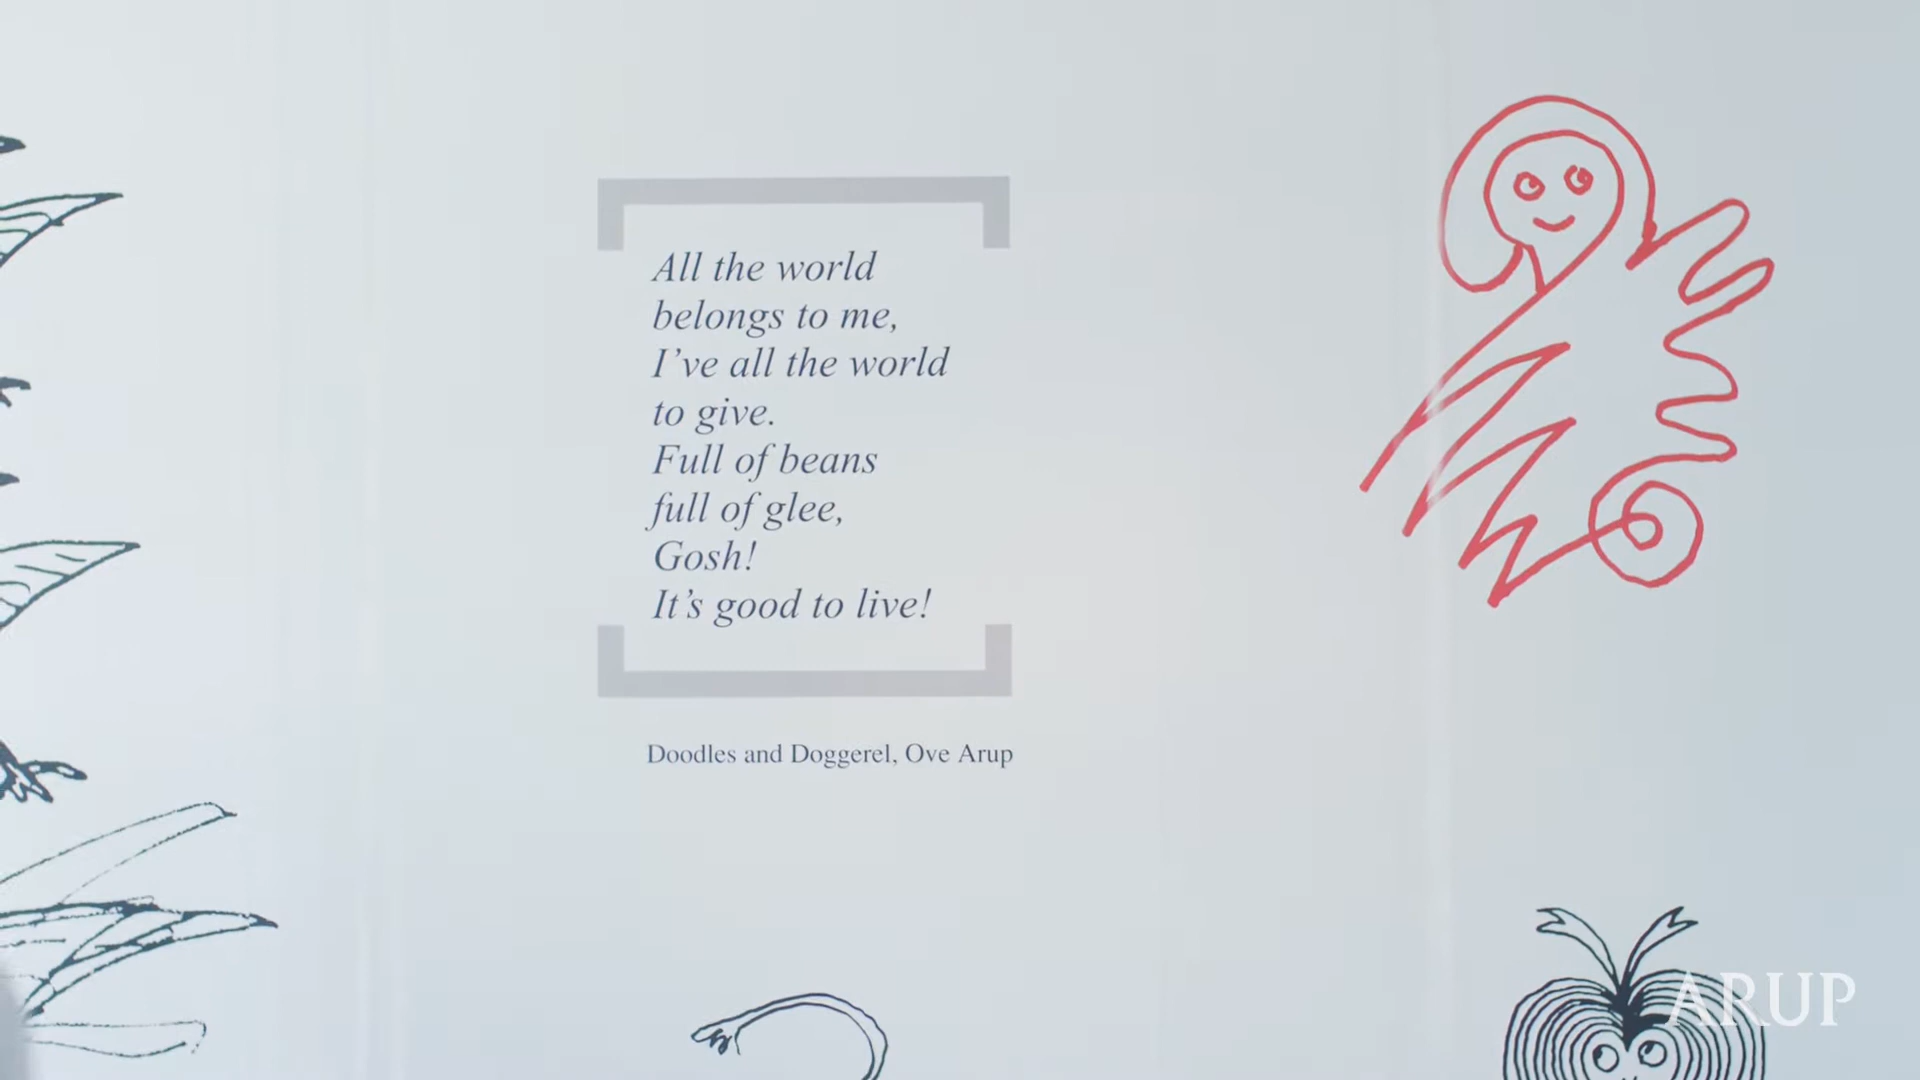 All the world
belongs to me,
I’ve all the world
to give.
Full of beans
full of glee,
Gosh!
It’s good to live!
Doodles and Doggerel, Ove Arup
ARUP